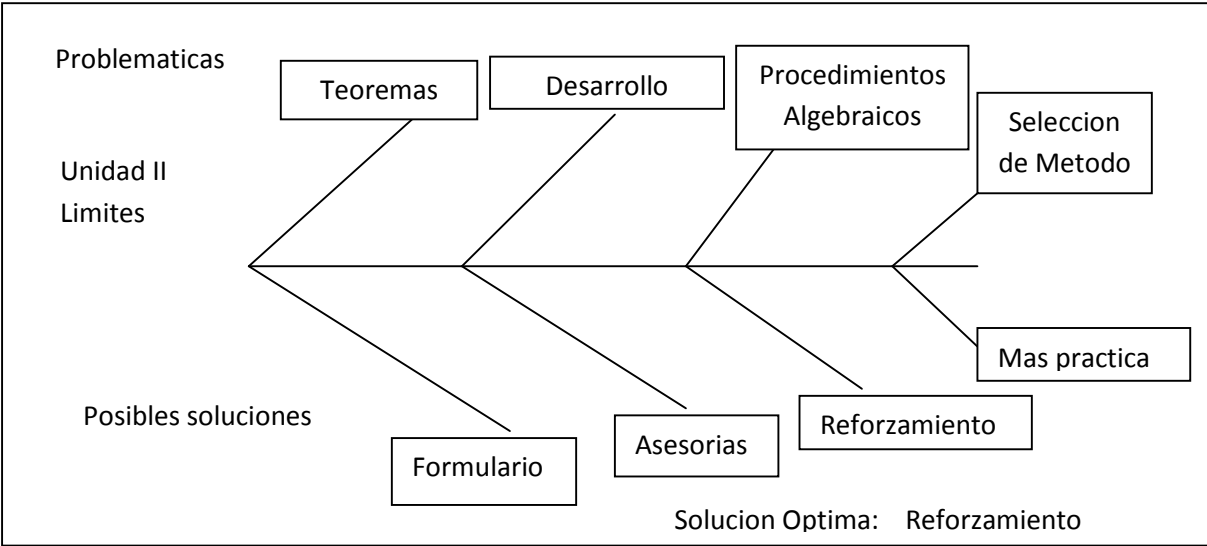 Problematicas
Teoremas
Desarrollo
Procedimientos
Algebraicos
Seleccion
de Metodo
Unidad II
Limites
Mas practica
Posibles soluciones
Reforzamiento
Asesorias
Formulario
Solucion Optima: Reforzamiento